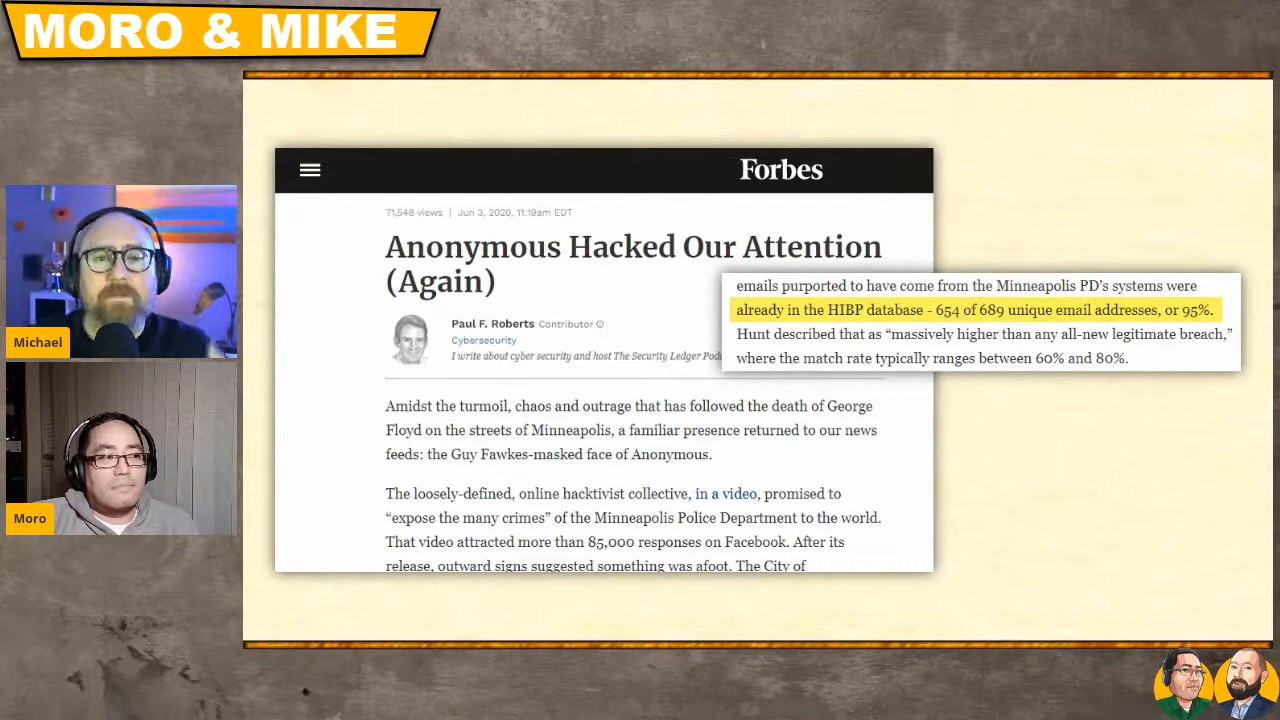 MORO & MIKE
Forbes
71,548 views | Jun 3, 2020, 11:19am EDT
Anonymous Hacked Our Attention
(Again)
Paul F. Roberts Contributor
Cybersecurity
I write about cyber security and host The Security Ledger
emails purported to have come from the Minneapolis PD's systems were
already in the HIBP database - 654 of 689 unique email addresses, or 95%.
Hunt described that as “massively higher than any all-new legitimate breach,”
where the match rate typically ranges between 60% and 80%.
Amidst the turmoil, chaos and outrage that has followed the death of George
Floyd on the streets of Minneapolis, a familiar presence returned to our news
feeds: the Guy Fawkes-masked face of Anonymous.
The loosely-defined, online hacktivist collective, in a video, promised to
“expose the many crimes” of the Minneapolis Police Department to the world.
That video attracted more than 85,000 responses on Facebook. After its
release, outward signs suggested something was afoot. The City of
Michael
Moro